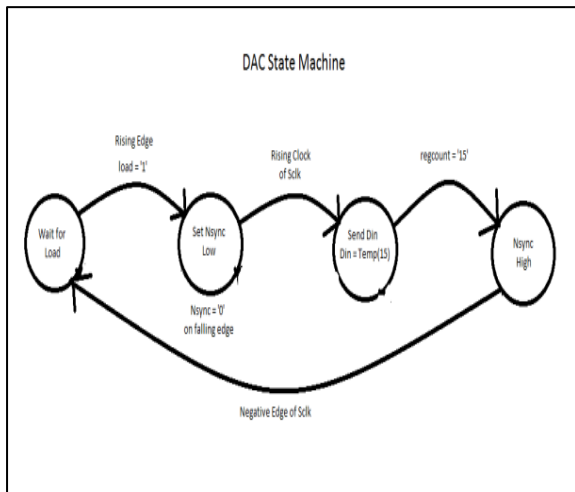 DAC State Machine
Rising Edge
load = '1'
Rising Clock
of Sclk
regcount = '15'
Wait for
Load
Set Nsync
Low
Send Din
Din = Temp(15)
Nsync
High
Nsync = '0'
on falling edge
Negative Edge of Sclk